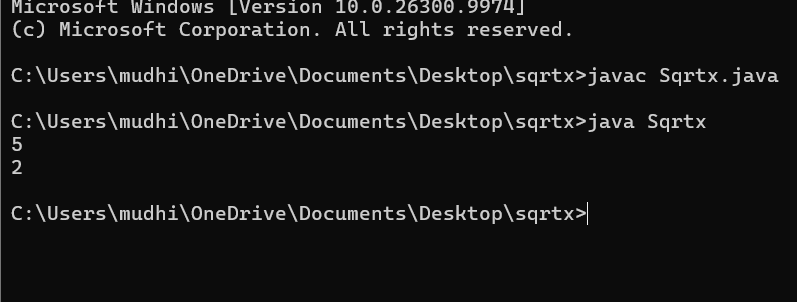 Microsoft Windows [Version 10.0.26300.9974]
(c) Microsoft Corporation. All rights reserved.
C:\Users\mudhi\OneDrive\Documents\Desktop\sqrtx>javac Sqrtx.java
C:\Users\mudhi\OneDrive\Documents\Desktop\sqrtx>java Sqrtx
5
2
C:\Users\mudhi\OneDrive\Documents\Desktop\sqrtx>